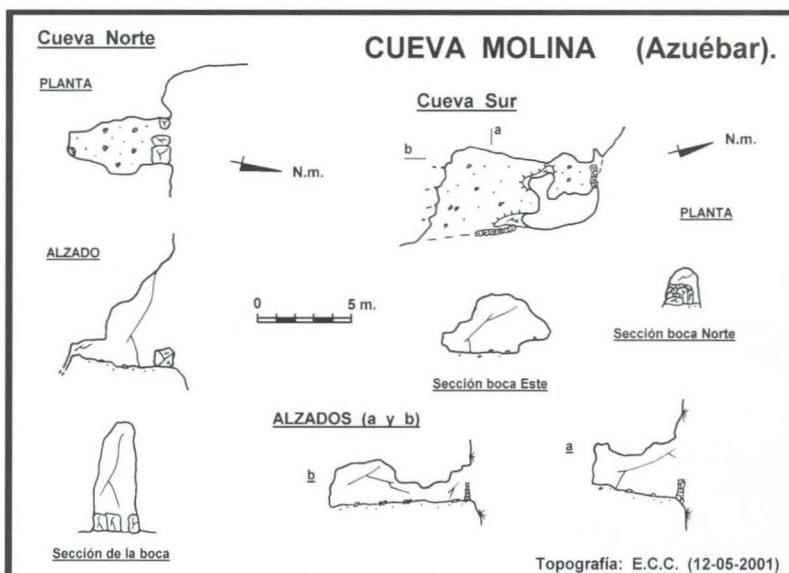 CUEVA MOLINA (Azuébar).
Cueva Norte
PLANTA
N.m.
ALZADO
0 5 m.
Sección de la boca
Cueva Sur
a
b
N.m.
PLANTA
Sección boca Norte
Sección boca Este
ALZADOS (a y b)
b
a
Topografía: E.C.C. (12-05-2001)